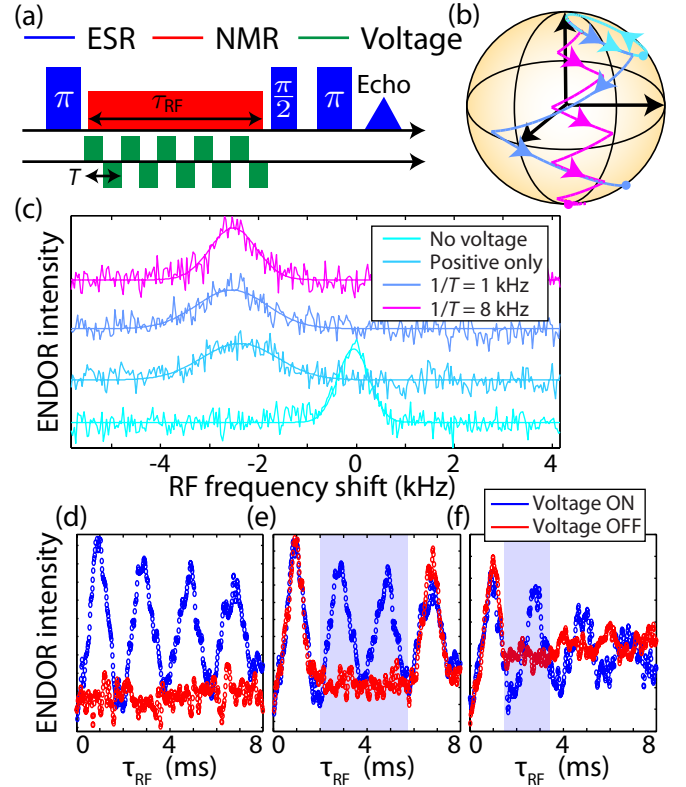 (a)
ESR NMR Voltage
π τRF π/2 π Echo
T
(b)
(c)
ENDOR intensity
No voltage
Positive only
1/T = 1 kHz
1/T = 8 kHz
-4 -2 0 2 4
RF frequency shift (kHz)
(d) (e) (f)
Voltage ON
Voltage OFF
ENDOR intensity
0 4 8 0 4 8 0 4 8
τRF (ms) τRF (ms) τRF (ms)